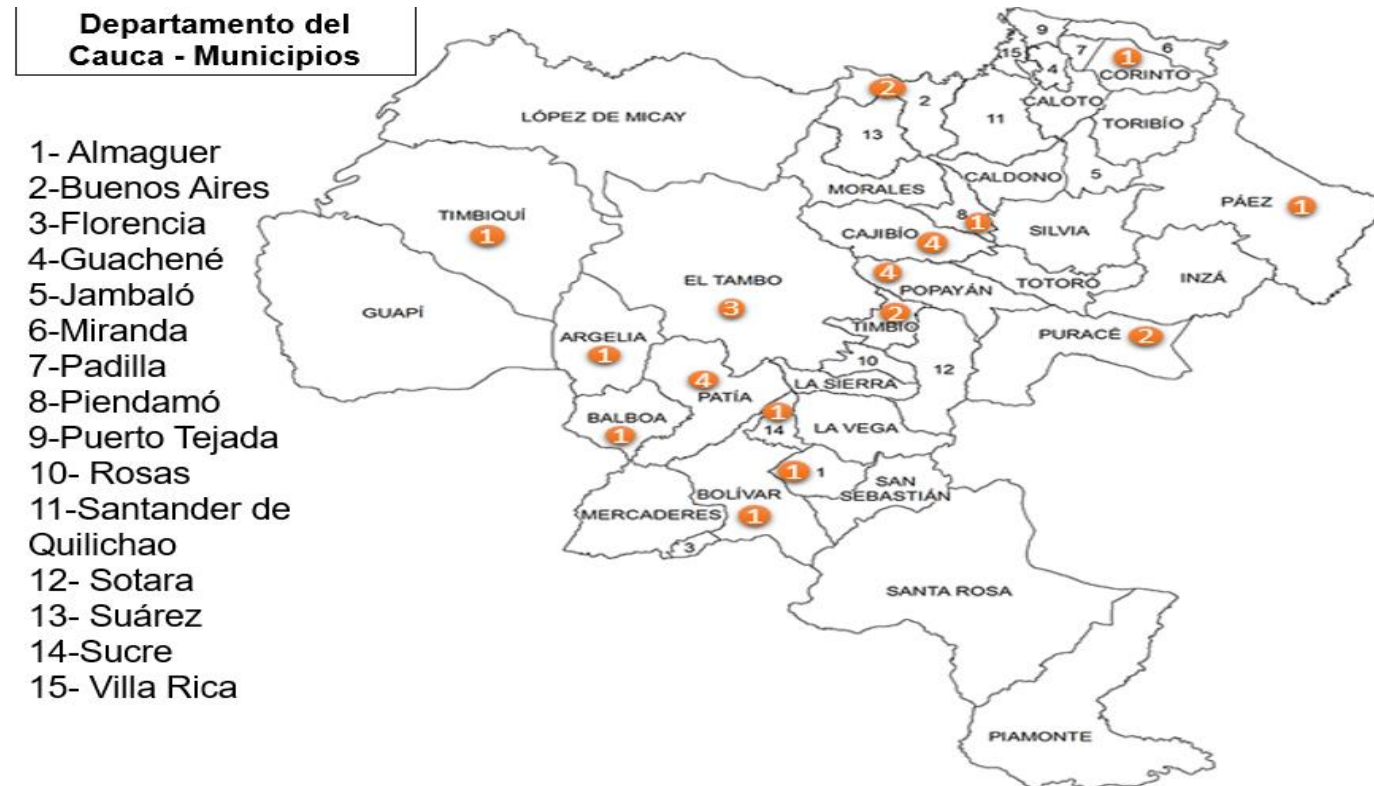 Departamento del
Cauca - Municipios
1- Almaguer
2-Buenos Aires
3-Florencia
4-Guachené
5-Jambaló
6-Miranda
7-Padilla
8-Piendamó
9-Puerto Tejada
10- Rosas
11-Santander de
Quilichao
12- Sotara
13- Suárez
14-Sucre
15- Villa Rica
9
15
7
6
1
4
CORINTO
2
2
LÓPEZ DE MICAY
11
CALOTO
TORIBÍO
13
MORALES
CALDONO
5
TIMBIQUÍ
1
8
1
PÁEZ
1
CAJIBÍO
4
SILVIA
4
EL TAMBO
3
POPAYÁN
TOTORÓ
INZÁ
GUAPÍ
2
TIMBIO
ARGELIA
1
PURACÊ
2
10
12
4
PATÍA
LA SIERRA
BALBOA
1
1
14
LA VEGA
1
1
SAN
SEBASTIÁN
BOLÍVAR
1
MERCADERES
3
SANTA ROSA
PIAMONTE